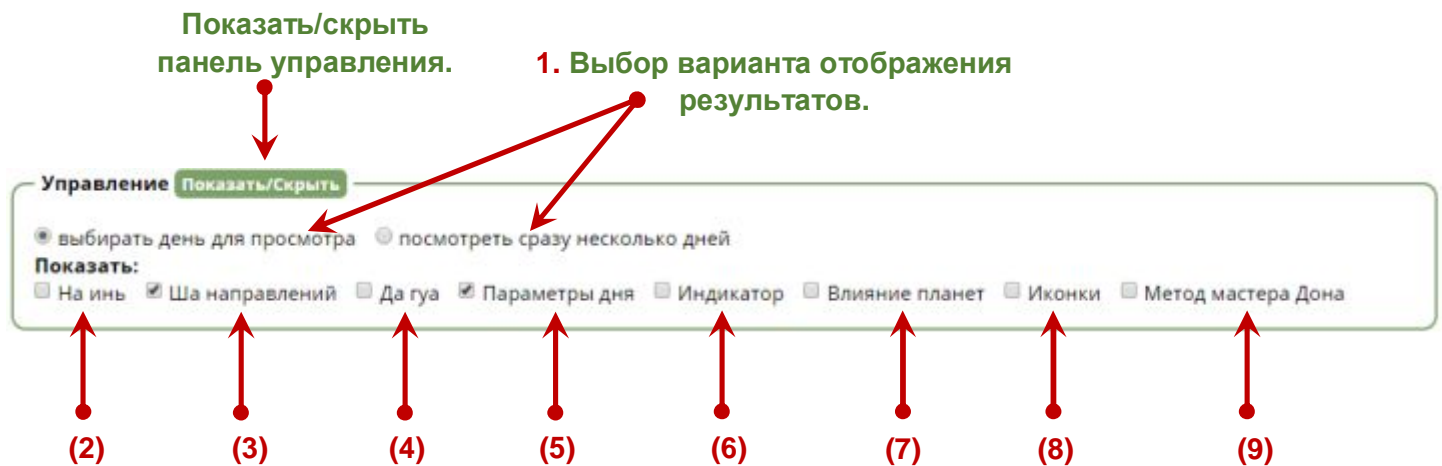 Показать/скрыть
панель управления.
1. Выбор варианта отображения
результатов.
Управление Показать/Скрыть
выбирать день для просмотра посмотреть сразу несколько дней
Показать:
На инь Ша направлений Да гуа Параметры дня Индикатор Влияние планет Иконки Метод мастера Дона
(2) (3) (4) (5) (6) (7) (8) (9)